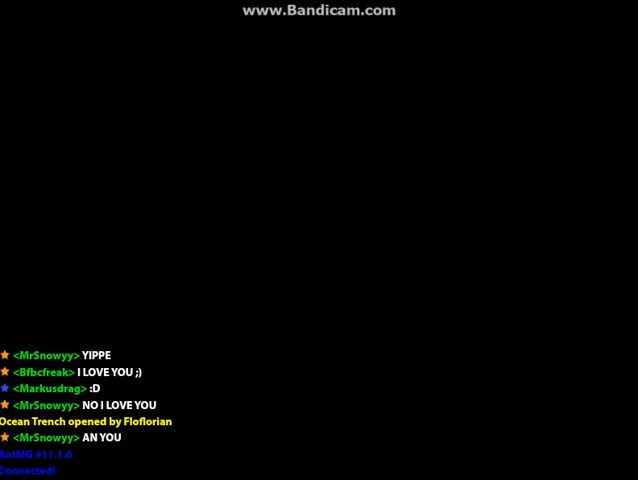 www.Bandicam.com
<MrSnowyy> YIPPE
<Bfbcfreak> I LOVE YOU ;)
<Markusdrag> :D
<MrSnowyy> NO I LOVE YOU
Ocean Trench opened by Floflorian
<MrSnowyy> AN YOU
RotMG #11.1.0
Connected!